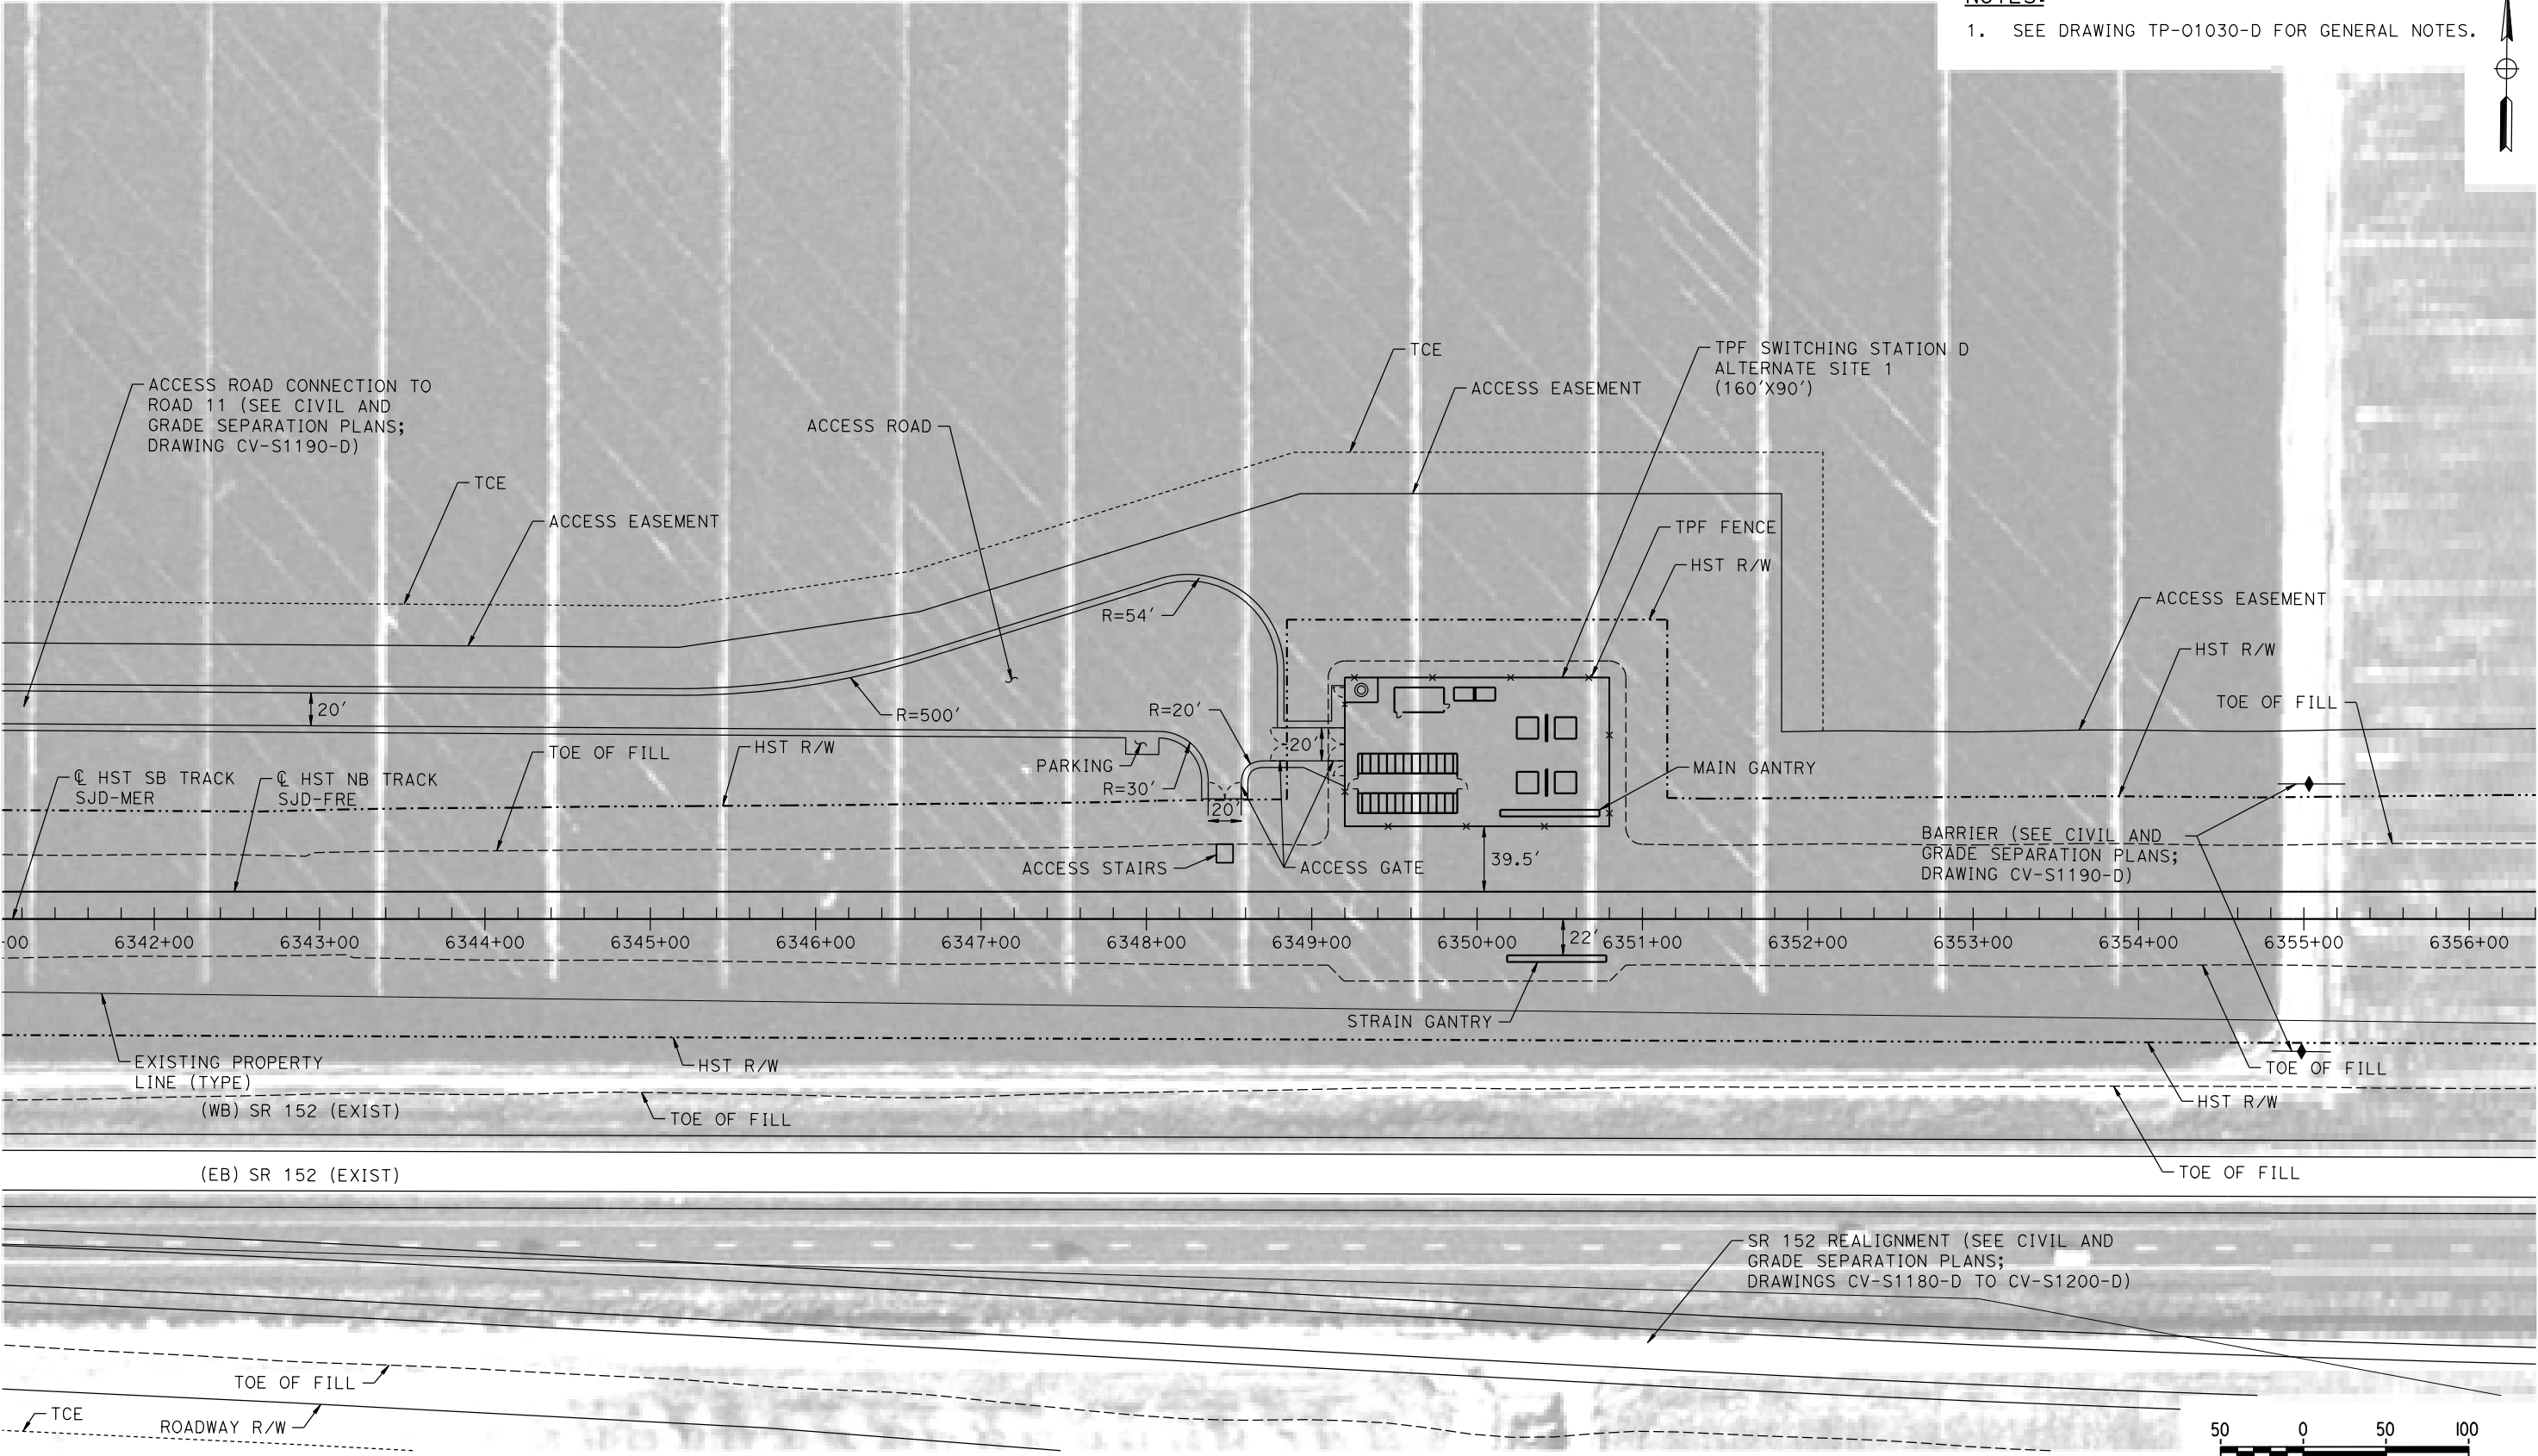 NOTES:
1. SEE DRAWING TP-01030-D FOR GENERAL NOTES.
TCE
TPF SWITCHING STATION D
ALTERNATE SITE 1
(160'X90')
ACCESS EASEMENT
ACCESS ROAD CONNECTION TO
ROAD 11 (SEE CIVIL AND
GRADE SEPARATION PLANS;
DRAWING CV-S1190-D)
ACCESS ROAD
TCE
ACCESS EASEMENT
TPF FENCE
HST R/W
ACCESS EASEMENT
R=54'
HST R/W
TOE OF FILL
20'
R=500'
R=20'
TOE OF FILL
HST R/W
20'
PARKING
R=30'
MAIN GANTRY
℄ HST SB TRACK
SJD-MER
℄ HST NB TRACK
SJD-FRE
20'
BARRIER (SEE CIVIL AND
GRADE SEPARATION PLANS;
DRAWING CV-S1190-D)
ACCESS STAIRS
ACCESS GATE
39.5'
00
6342+00
6343+00
6344+00
6345+00
6346+00
6347+00
6348+00
6349+00
6350+00
22'
6351+00
6352+00
6353+00
6354+00
6355+00
6356+00
STRAIN GANTRY
EXISTING PROPERTY
LINE (TYPE)
HST R/W
TOE OF FILL
HST R/W
(WB) SR 152 (EXIST)
TOE OF FILL
(EB) SR 152 (EXIST)
TOE OF FILL
SR 152 REALIGNMENT (SEE CIVIL AND
GRADE SEPARATION PLANS;
DRAWINGS CV-S1180-D TO CV-S1200-D)
TOE OF FILL
TCE
ROADWAY R/W
50 0 50 100